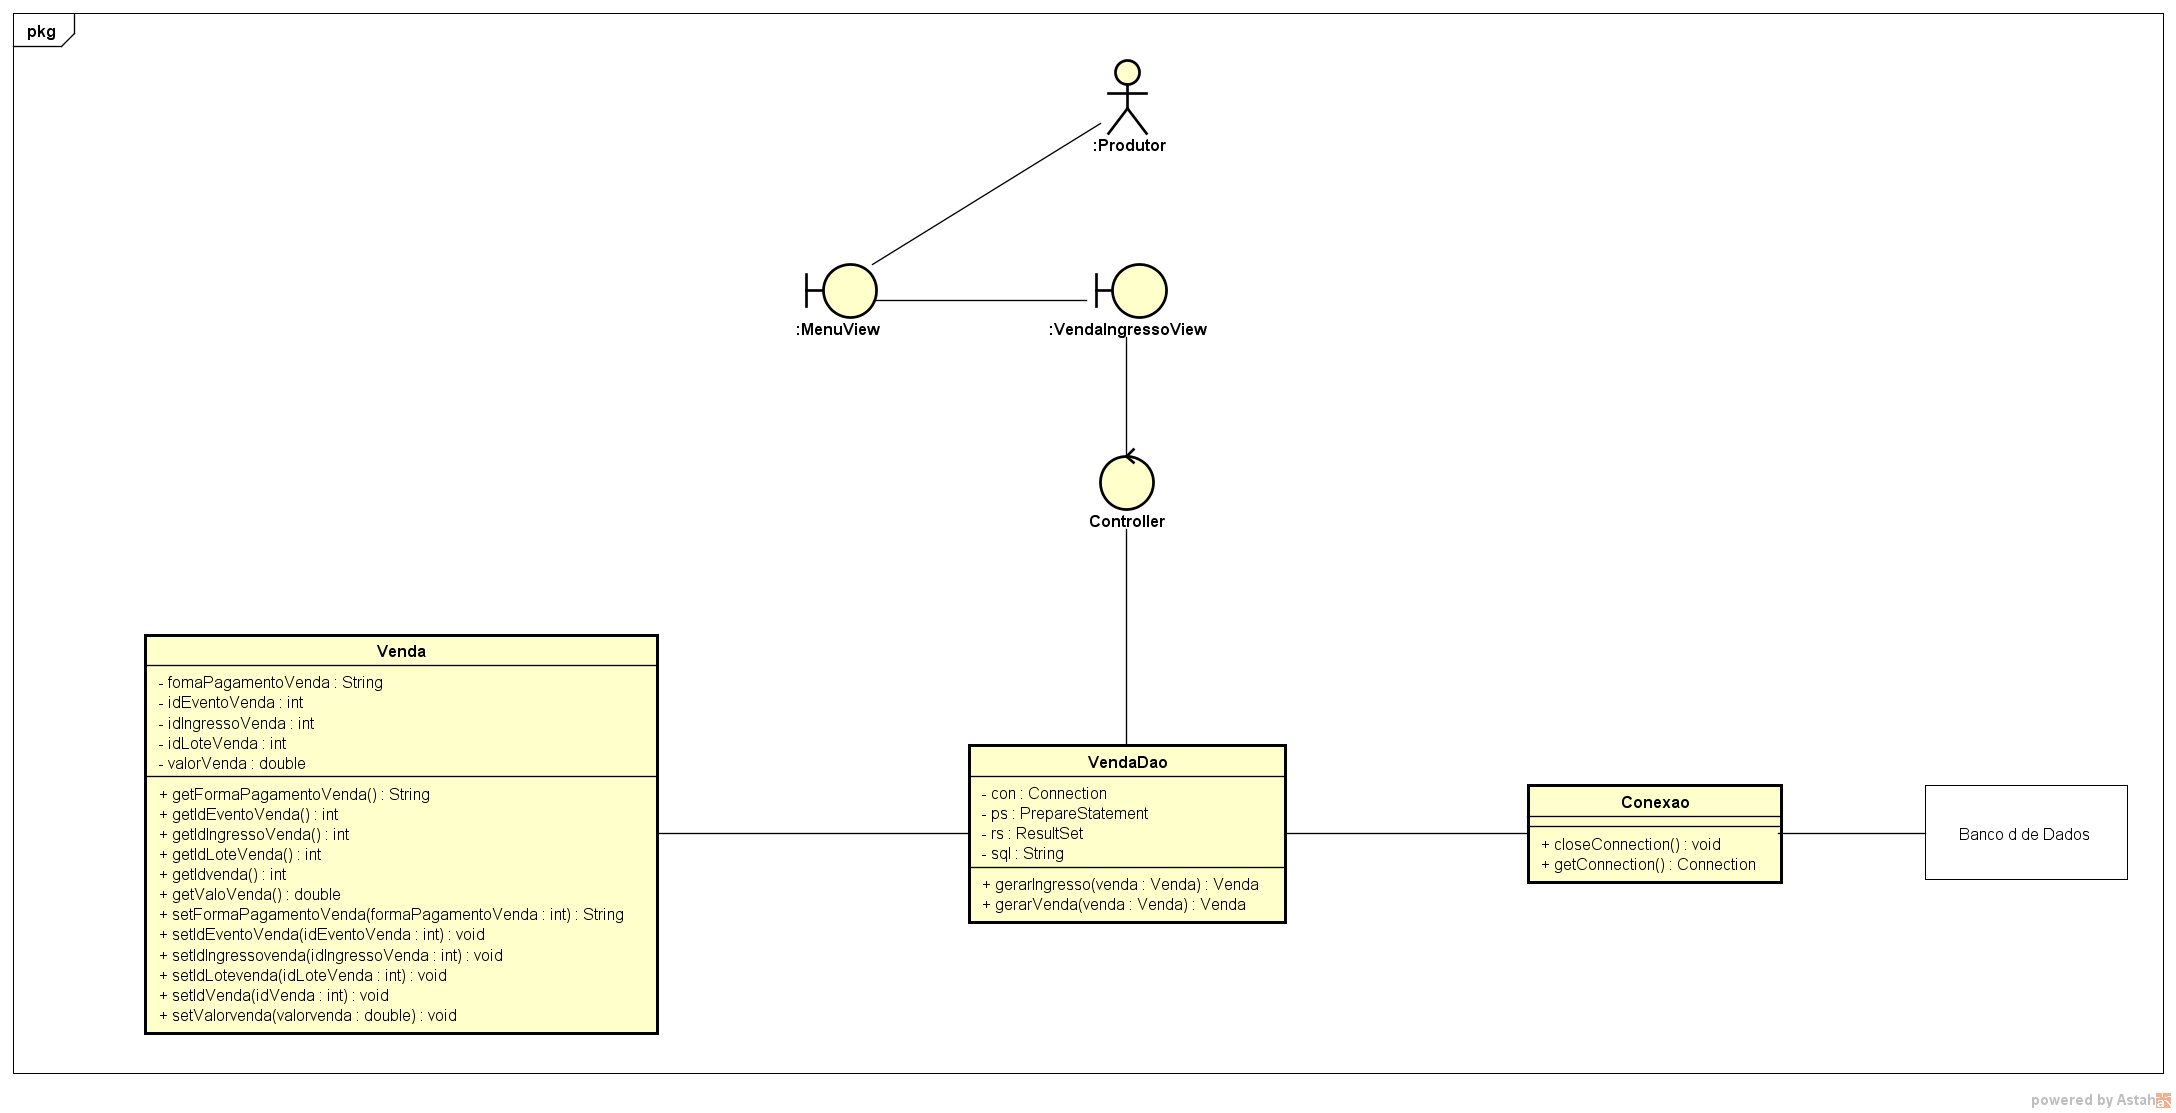 pkg
:Produtor
:MenuView
:VendaIngressoView
Controller
Venda
- fomaPagamentoVenda : String
- idEventoVenda : int
- idIngressoVenda : int
- idLoteVenda : int
- valorVenda : double
+ getFormaPagamentoVenda() : String
+ getIdEventoVenda() : int
+ getIdIngressoVenda() : int
+ getIdLoteVenda() : int
+ getIdvenda() : int
+ getValoVenda() : double
+ setFormaPagamentoVenda(formaPagamentoVenda : int) : String
+ setIdEventoVenda(idEventoVenda : int) : void
+ setIdIngressovenda(idIngressoVenda : int) : void
+ setIdLotevenda(idLoteVenda : int) : void
+ setIdVenda(idVenda : int) : void
+ setValorvenda(valorvenda : double) : void
VendaDao
- con : Connection
- ps : PrepareStatement
- rs : ResultSet
- sql : String
+ gerarIngresso(venda : Venda) : Venda
+ gerarVenda(venda : Venda) : Venda
Conexao
+ closeConnection() : void
+ getConnection() : Connection
Banco d de Dados
powered by Astah